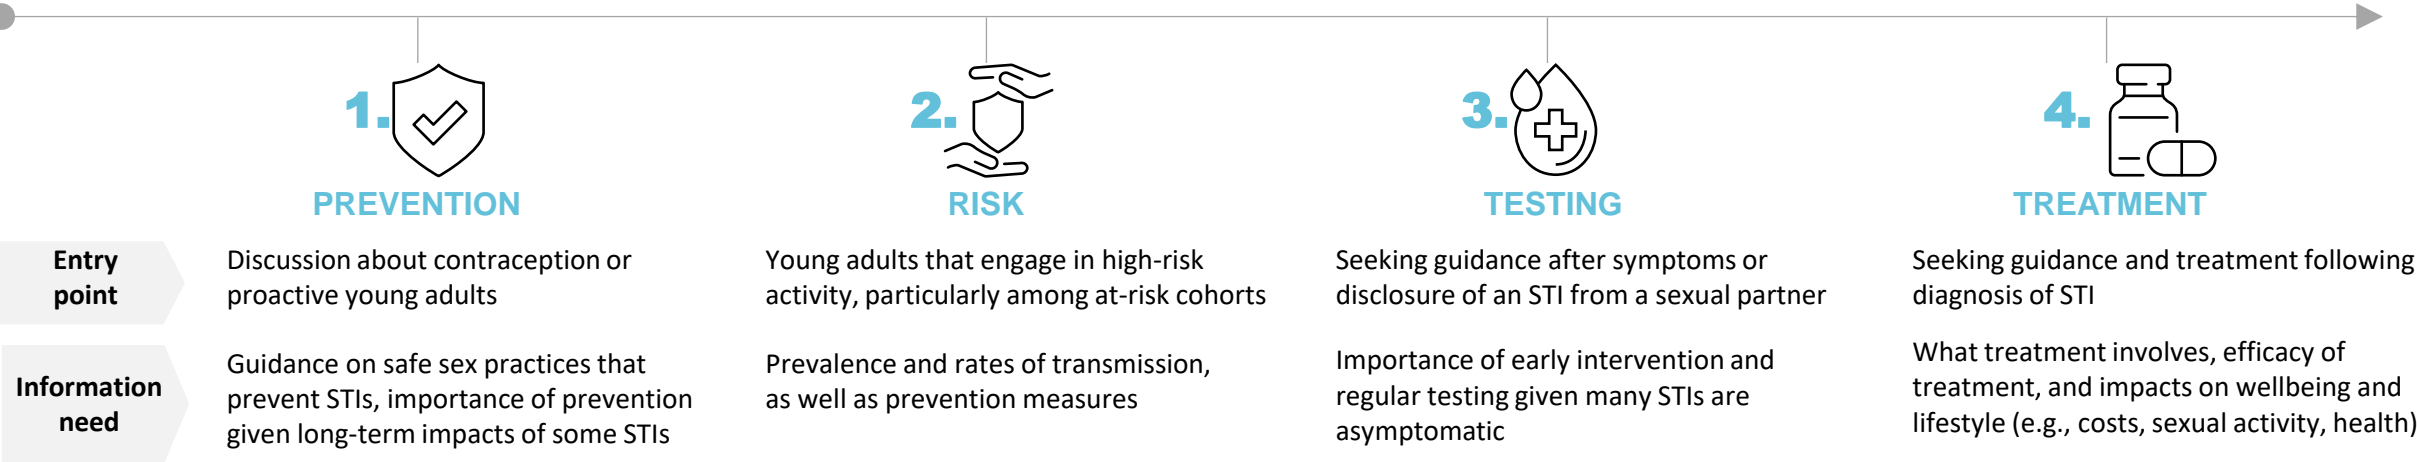 1.
PREVENTION
2.
RISK
3.
TESTING
4.
TREATMENT
Entry
point
Discussion about contraception or
proactive young adults
Young adults that engage in high-risk
activity, particularly among at-risk cohorts
Seeking guidance after symptoms or
disclosure of an STI from a sexual partner
Seeking guidance and treatment following
diagnosis of STI
Information
need
Guidance on safe sex practices that
prevent STIs, importance of prevention
given long-term impacts of some STIs
Prevalence and rates of transmission,
as well as prevention measures
Importance of early intervention and
regular testing given many STIs are
asymptomatic
What treatment involves, efficacy of
treatment, and impacts on wellbeing and
lifestyle (e.g., costs, sexual activity, health)